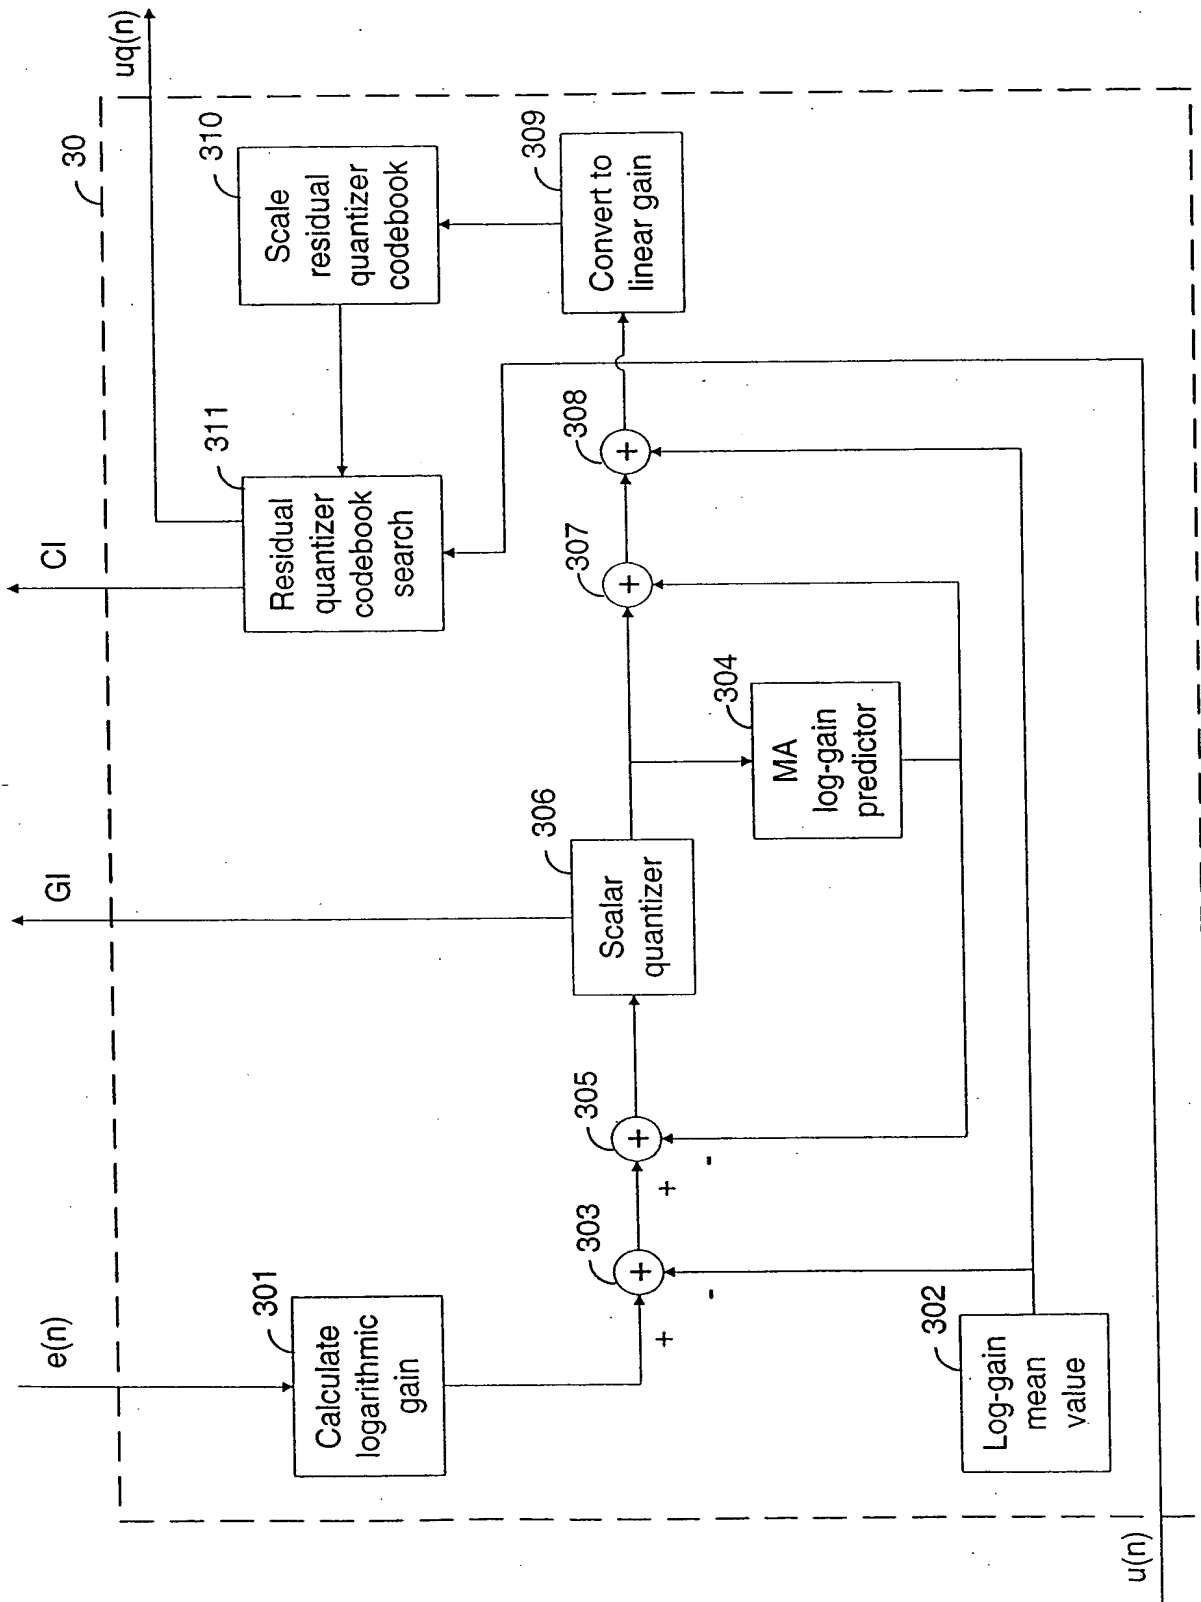 e(n)
GI
CI
uq(n)
30
301
Calculate
logarithmic
gain
311
Residual
quantizer
codebook
search
310
Scale
residual
quantizer
codebook
303
+
+
-
305
+
+
-
306
Scalar
quantizer
307
+
308
+
309
Convert to
linear gain
304
MA
log-gain
predictor
302
Log-gain
mean
value
u(n)